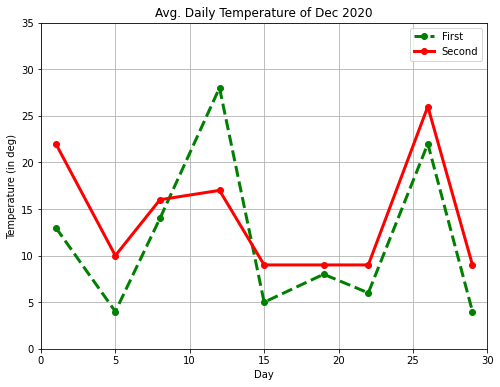 Avg. Daily Temperature of Dec 2020
First
Second
Temperature (in deg)
35
30
25
20
15
10
5
0
0 5 10 15 20 25 30
Day